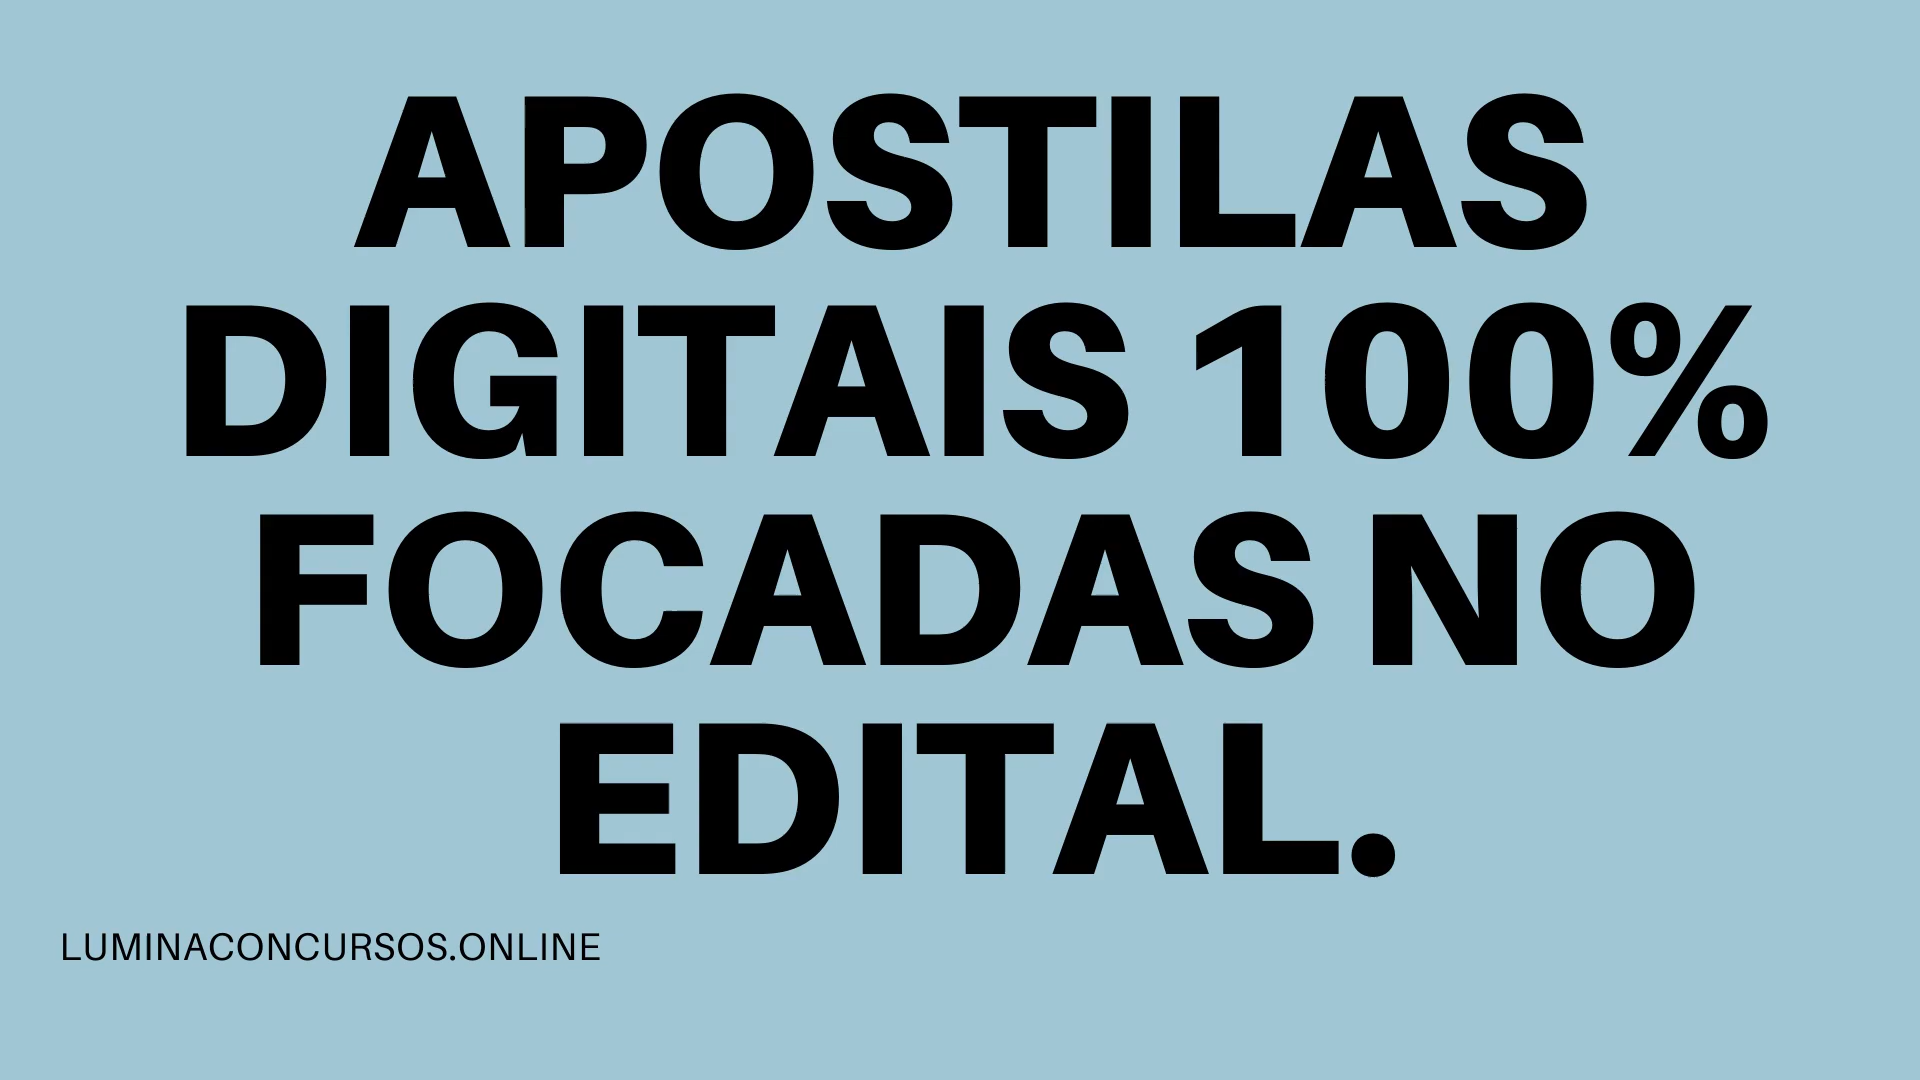 APOSTILAS
DIGITAIS 100%
FOCADAS NO
EDITAL.
LUMINACONCURSOS.ONLINE